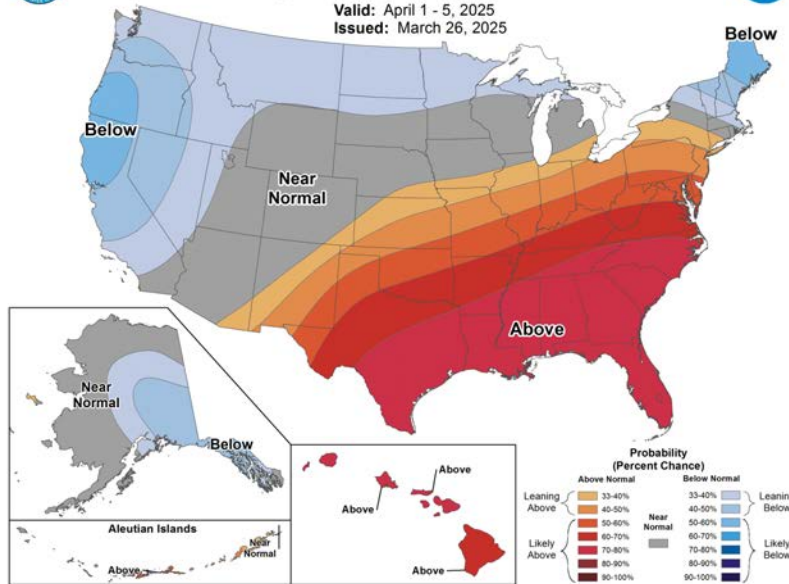 Valid: April 1 - 5, 2025
Issued: March 26, 2025
Below
Below
Near
Normal
Above
Near
Normal
Below
Aleutian Islands
Above
Near
Normal
Above
Above
Above
Above
Probability
(Percent Chance)
Above Normal
Below Normal
Leaning
Above
33-40%
40-50%
Likely
Above
50-60%
60-70%
70-80%
80-90%
90-100%
Near
Normal
33-40%
40-50%
Leaning
Below
50-60%
60-70%
70-80%
80-90%
90-100%
Likely
Below